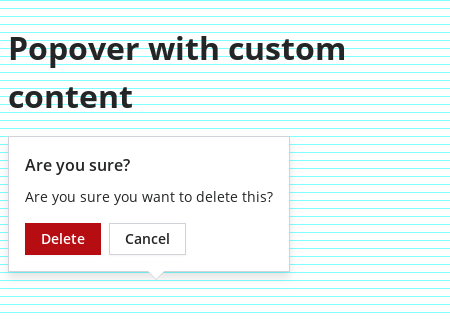 Popover with custom
content
Are you sure?
Are you sure you want to delete this?
Delete Cancel